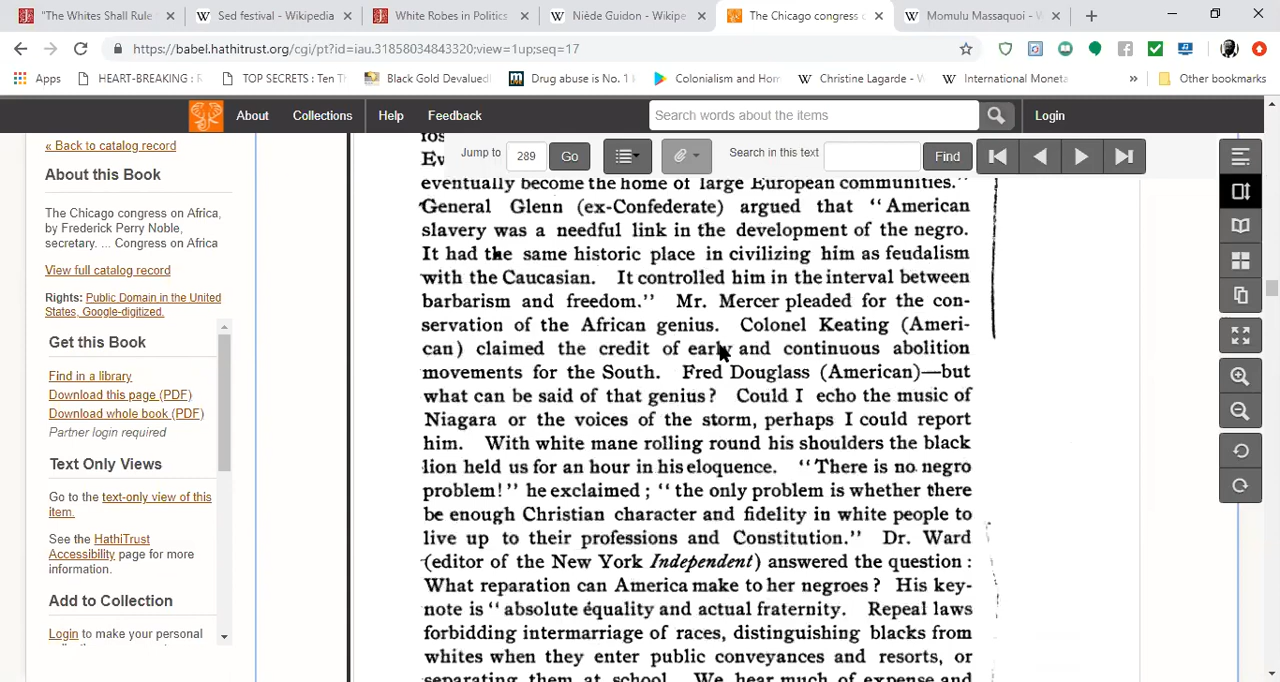 "The Whites Shall Rule
Sed festival - Wikipedia
White Robes in Politics
Niède Guidon - Wikipe
The Chicago congress
Momulu Massaquoi - W
https://babel.hathitrust.org/cgi/pt?id=iau.31858034843320;view=1up;seq=17
Apps
HEART-BREAKING : R
TOP SECRETS : Ten Th
Black Gold Devalued
Drug abuse is No. 1
Colonialism and Hom
Christine Lagarde - W
International Moneta
Other bookmarks
About
Collections
Help
Feedback
Search words about the items
Login
« Back to catalog record
About this Book
The Chicago congress on Africa,
by Frederick Perry Noble,
secretary. ... Congress on Africa
View full catalog record
Rights: Public Domain in the United
States, Google-digitized.
Get this Book
Find in a library
Download this page (PDF)
Download whole book (PDF)
Partner login required
Text Only Views
Go to the text-only view of this
item.
See the HathiTrust
Accessibility page for more
information.
Add to Collection
Login to make your personal
Jump to
289
Go
Search in this text
Find
eventually become the home of large European communities."
General Glenn (ex-Confederate) argued that "American
slavery was a needful link in the development of the negro.
It had the same historic place in civilizing him as feudalism
with the Caucasian. It controlled him in the interval between
barbarism and freedom." Mr. Mercer pleaded for the con-
servation of the African genius. Colonel Keating (Ameri-
can) claimed the credit of early and continuous abolition
movements for the South. Fred Douglass (American)—but
what can be said of that genius? Could I echo the music of
Niagara or the voices of the storm, perhaps I could report
him. With white mane rolling round his shoulders the black
lion held us for an hour in his eloquence. "There is no negro
problem!" he exclaimed; "the only problem is whether there
be enough Christian character and fidelity in white people to
live up to their professions and Constitution." Dr. Ward
(editor of the New York Independent) answered the question:
What reparation can America make to her negroes? His key-
note is "absolute equality and actual fraternity. Repeal laws
forbidding intermarriage of races, distinguishing blacks from
whites when they enter public conveyances and resorts, or
separating them at school. We hear much of expense and